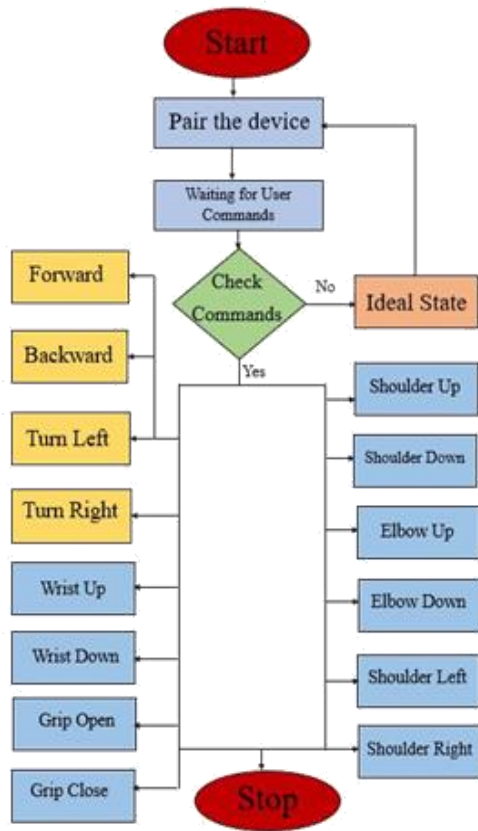 Start
Pair the device
Waiting for User
Commands
Check
Commands
No
Ideal State
Yes
Forward
Backward
Turn Left
Turn Right
Wrist Up
Wrist Down
Grip Open
Grip Close
Shoulder Up
Shoulder Down
Elbow Up
Elbow Down
Shoulder Left
Shoulder Right
Stop